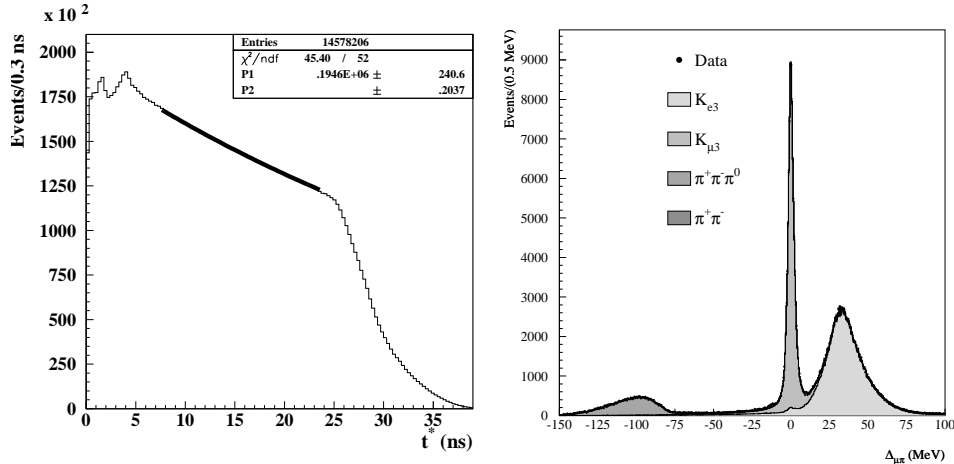 x 10 2
Entries 14578206
χ²/ndf 45.40 / 52
P1 .1946E+06 ± 240.6
P2 ± .2037
Events/0.3 ns
2000
1750
1500
1250
1000
750
500
250
0
0 5 10 15 20 25 30 35
t* (ns)
Events/(0.5 MeV)
9000
8000
7000
6000
5000
4000
3000
2000
1000
0
Data
K e3
K μ3
π+π-π0
π+π-
-150 -125 -100 -75 -50 -25 0 25 50 75 100
Δμπ (MeV)